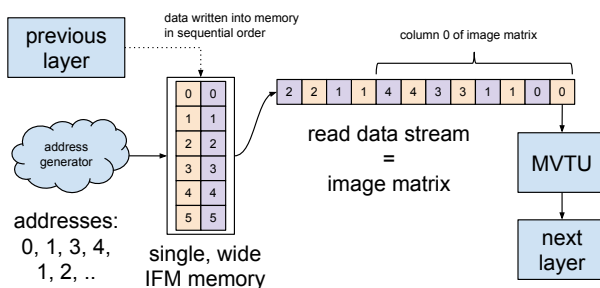 previous
layer
data written into memory
in sequential order
column 0 of image matrix
0 0
1 1
2 2
3 3
4 4
5 5
2 2 1 1 4 4 3 3 1 1 0 0
address
generator
read data stream
=
image matrix
MVTU
addresses:
0, 1, 3, 4,
1, 2, ..
single, wide
IFM memory
next
layer